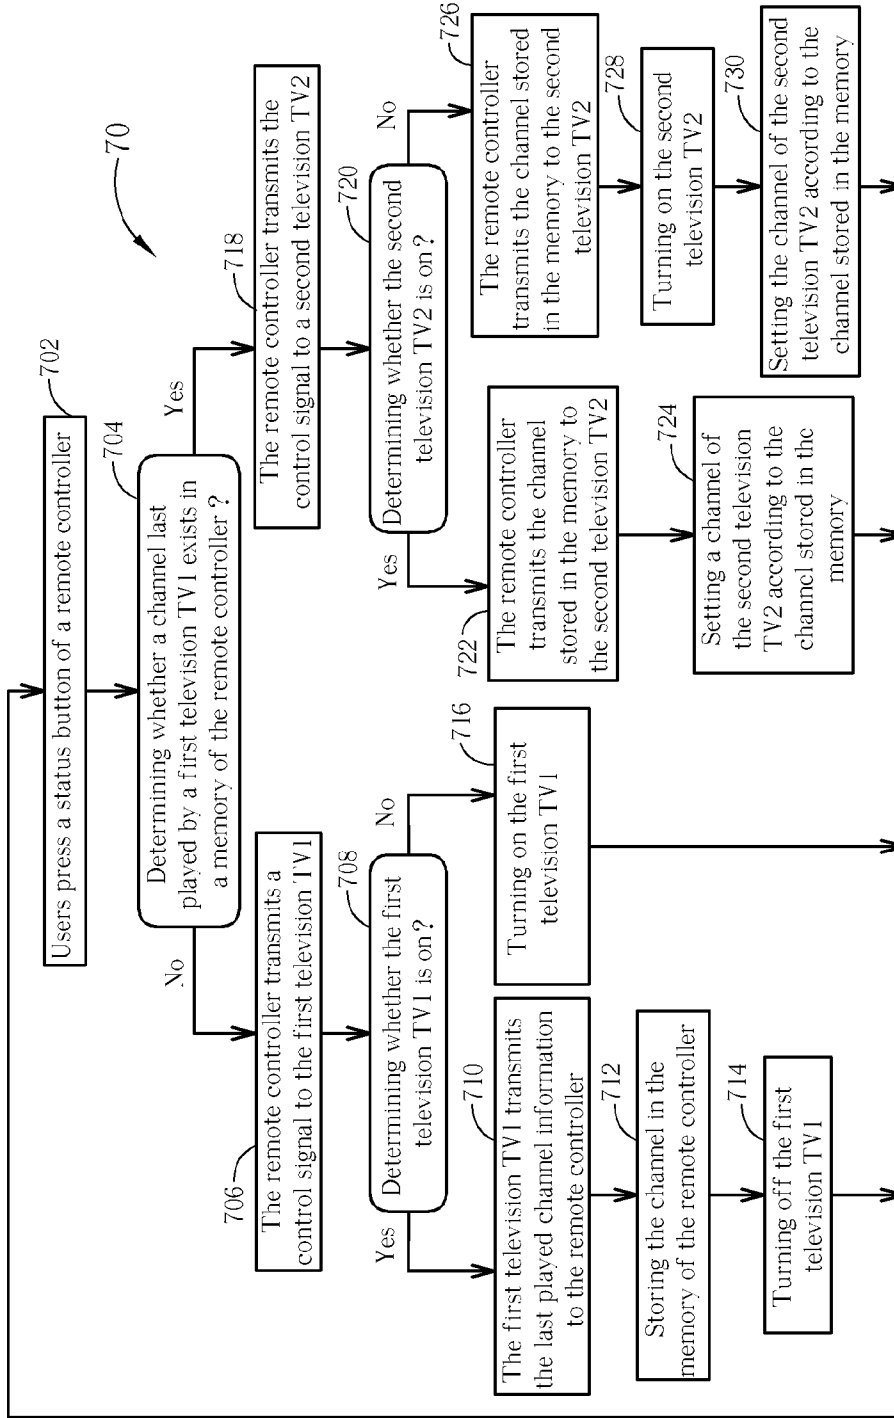 70
702
Users press a status button of a remote controller
704
Determining whether a channel last
played by a first television TV1 exists in
a memory of the remote controller?
No
Yes
706
The remote controller transmits a
control signal to the first television TV1
718
The remote controller transmits the
control signal to a second television TV2
708
Determining whether the first
television TV1 is on?
720
Determining whether the second
television TV2 is on?
Yes
No
Yes
No
710
The first television TV1 transmits
the last played channel information
to the remote controller
716
Turning on the first
television TV1
722
The remote controller
transmits the channel
stored in the memory to
the second television TV2
726
The remote controller
transmits the channel stored
in the memory to the second
television TV2
712
Storing the channel in the
memory of the remote controller
724
Setting a channel of
the second television
TV2 according to the
channel stored in the
memory
728
Turning on the second
television TV2
714
Turning off the first
television TV1
730
Setting the channel of the second
television TV2 according to the
channel stored in the memory